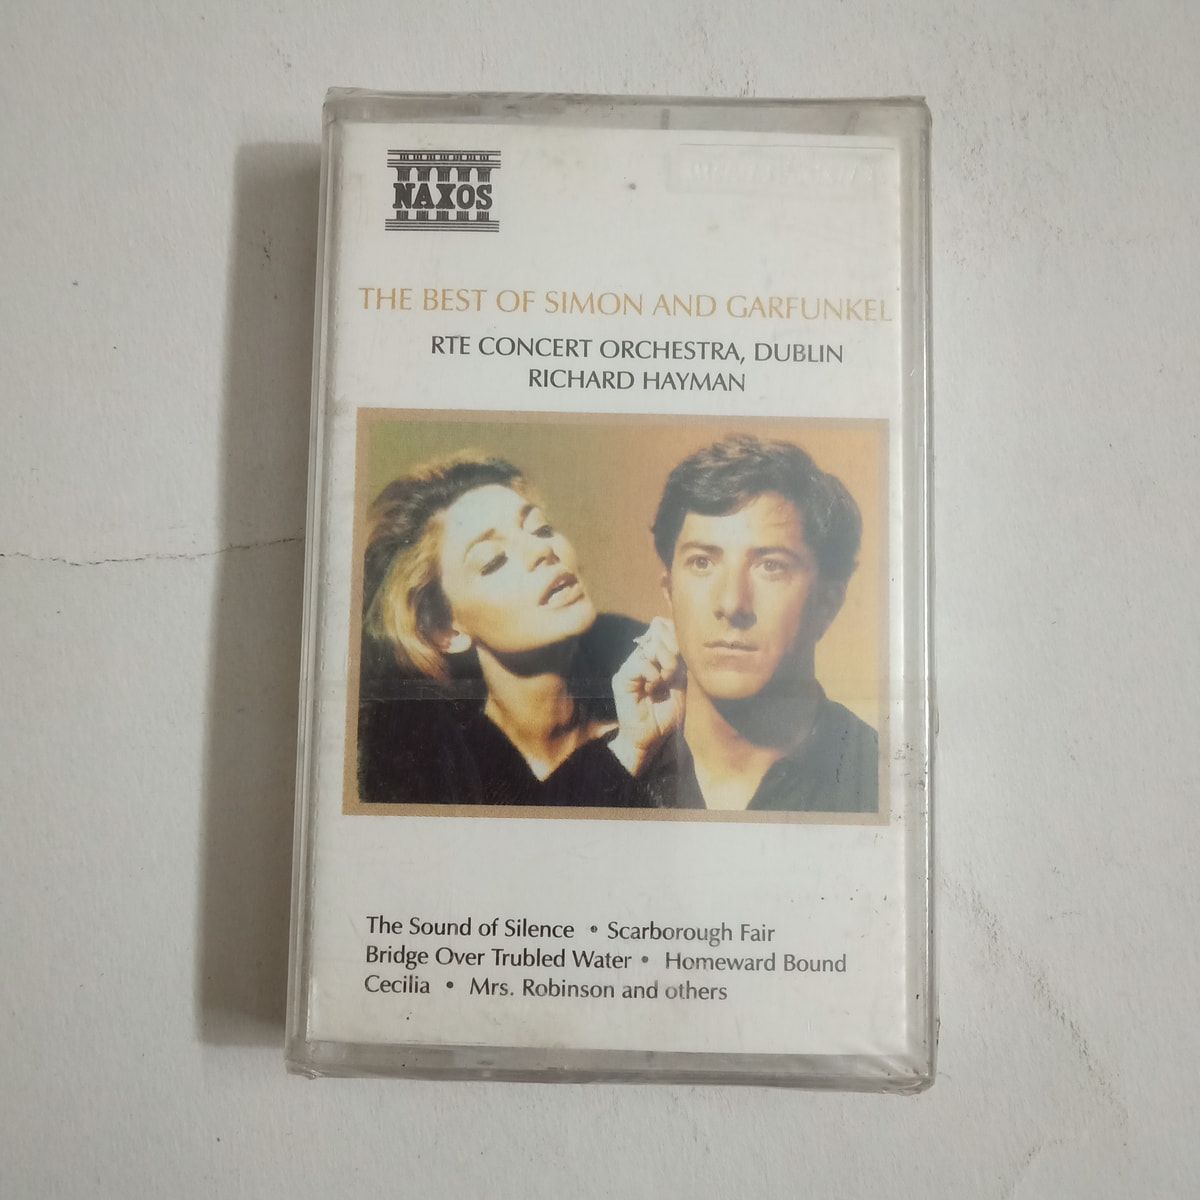 NAXOS
THE BEST OF SIMON AND GARFUNKEL
RTE CONCERT ORCHESTRA, DUBLIN
RICHARD HAYMAN
The Sound of Silence • Scarborough Fair
Bridge Over Trubled Water • Homeward Bound
Cecilia • Mrs. Robinson and others